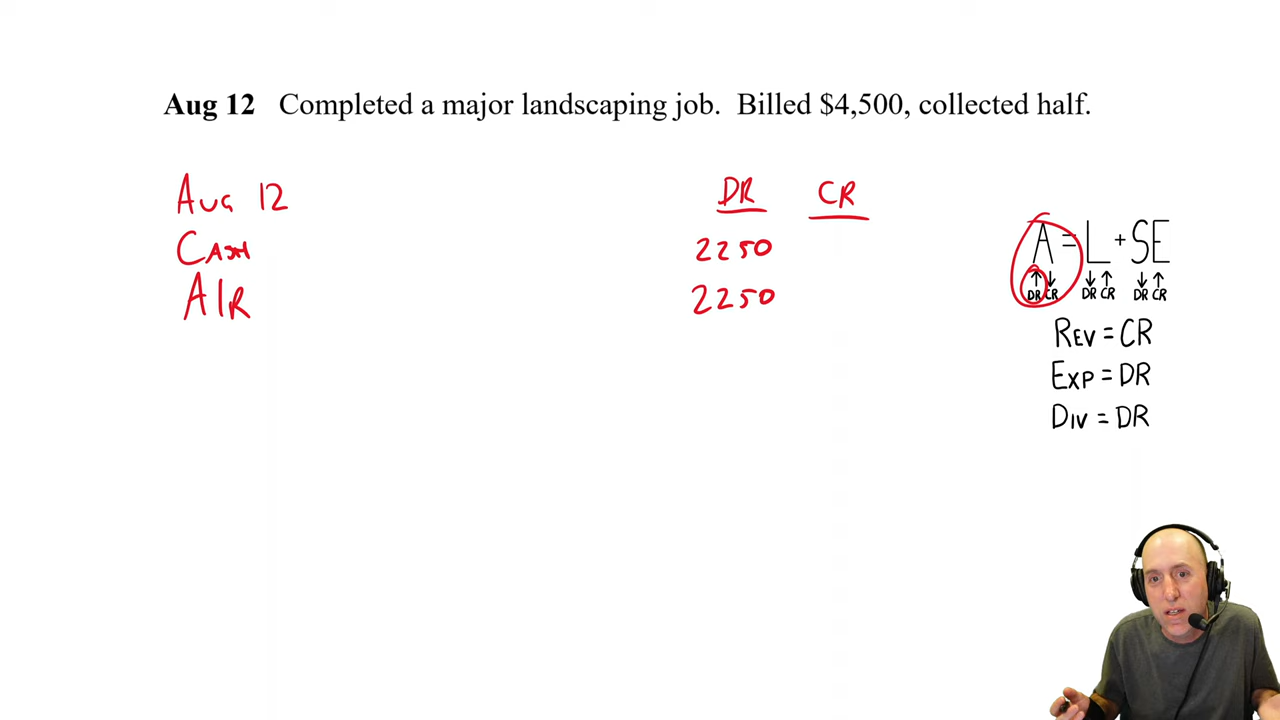 Aug 12 Completed a major landscaping job. Billed $4,500, collected half.
Aug 12 DR CR
CASH 2250
A/R 2250
A = L + SE
↑ ↓ ↓ ↑ ↓ ↑
DR CR DR CR DR CR
REV = CR
EXP = DR
DIV = DR